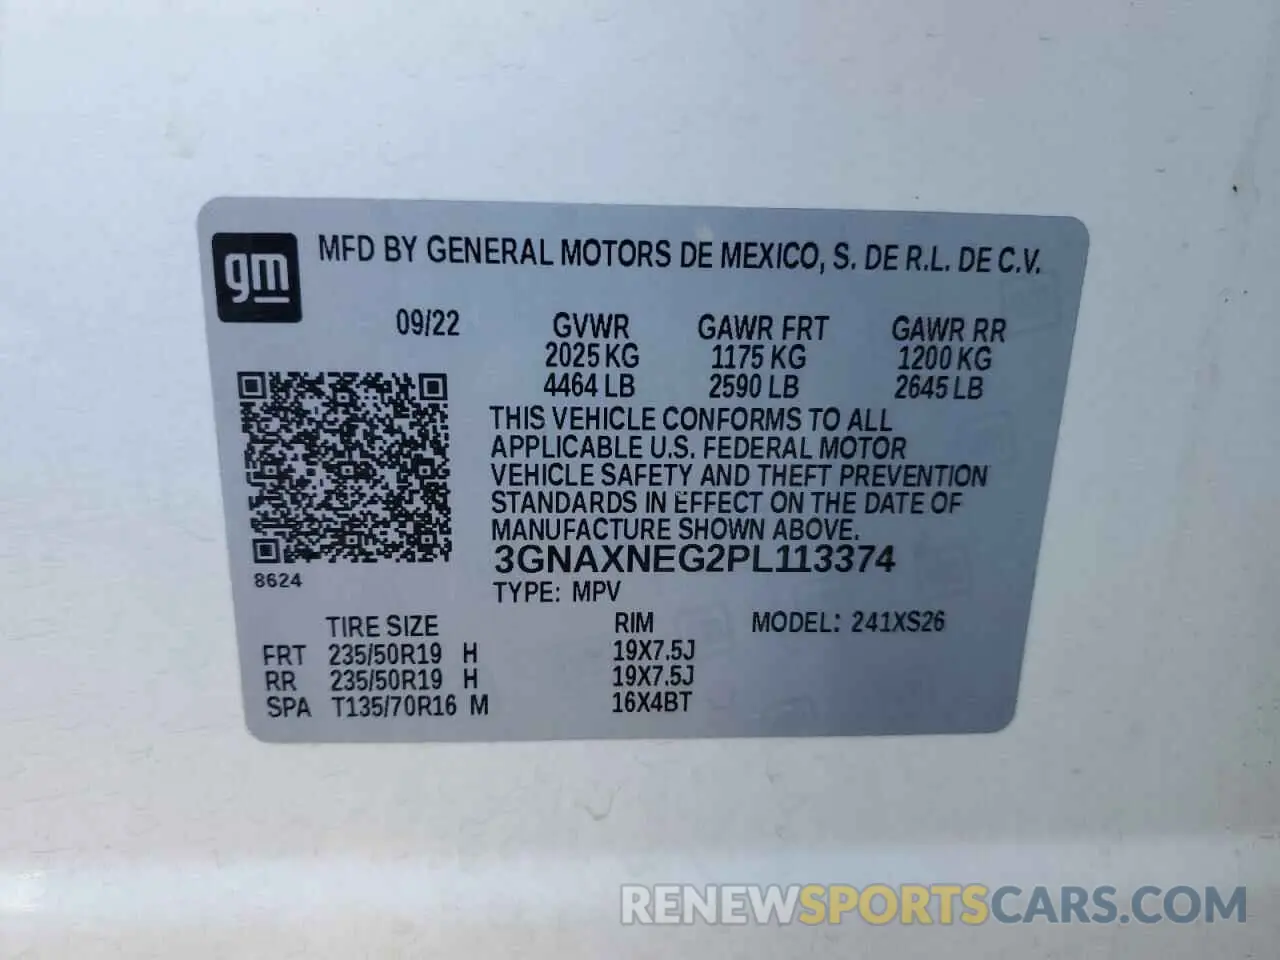 gm MFD BY GENERAL MOTORS DE MEXICO, S. DE R.L. DE C.V.
09/22 GVWR GAWR FRT GAWR RR
2025 KG 1175 KG 1200 KG
4464 LB 2590 LB 2645 LB
THIS VEHICLE CONFORMS TO ALL
APPLICABLE U.S. FEDERAL MOTOR
VEHICLE SAFETY AND THEFT PREVENTION
STANDARDS IN EFFECT ON THE DATE OF
MANUFACTURE SHOWN ABOVE.
3GNAXNEG2PL113374
8624
TYPE: MPV
TIRE SIZE RIM MODEL: 241XS26
FRT 235/50R19 H 19X7.5J
RR 235/50R19 H 19X7.5J
SPA T135/70R16 M 16X4BT
RENEWSPORTSCARS.COM